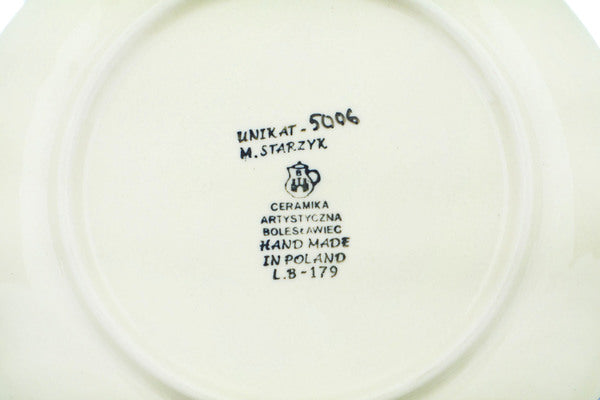 UNIKAT - 5006
M. STARZYK
B
CERAMIKA
ARTYSTYCZNA
BOLESŁAWIEC
HAND MADE
IN POLAND
L.B-179